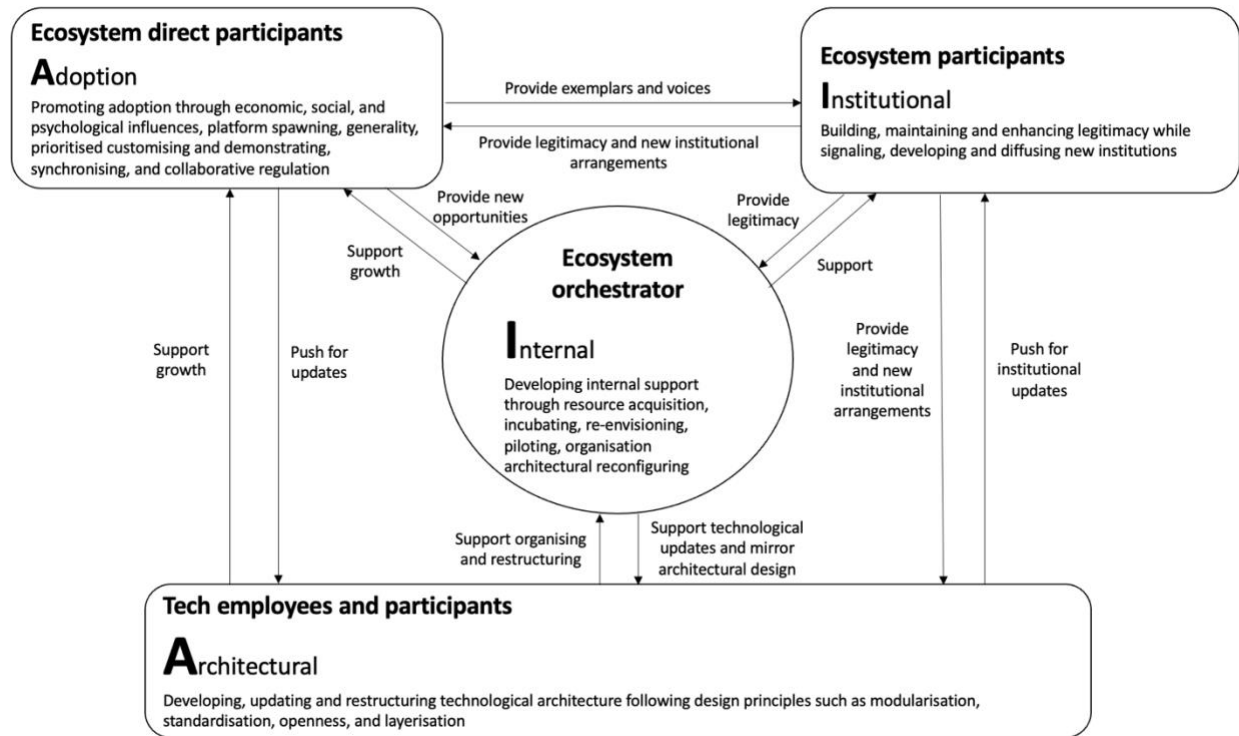 Ecosystem direct participants
Adoption
Promoting adoption through economic, social, and
psychological influences, platform spawning, generality,
prioritised customising and demonstrating,
synchronising, and collaborative regulation
Provide exemplars and voices
Provide legitimacy and new institutional
arrangements
Ecosystem participants
Institutional
Building, maintaining and enhancing legitimacy while
signaling, developing and diffusing new institutions
Provide new
opportunities
Support
growth
Provide
legitimacy
Support
Ecosystem
orchestrator
Internal
Developing internal support
through resource acquisition,
incubating, re-envisioning,
piloting, organisation
architectural reconfiguring
Support
growth
Push for
updates
Provide
legitimacy
and new
institutional
arrangements
Push for
institutional
updates
Support organising
and restructuring
Support technological
updates and mirror
architectural design
Tech employees and participants
Architectural
Developing, updating and restructuring technological architecture following design principles such as modularisation,
standardisation, openness, and layerisation